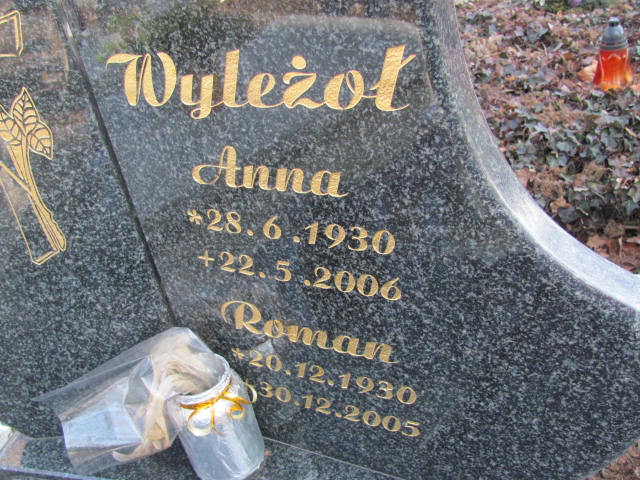 Wyleżoł
Anna
*28.6.1930
+22.5.2006
Roman
*20.12.1930
30.12.2005